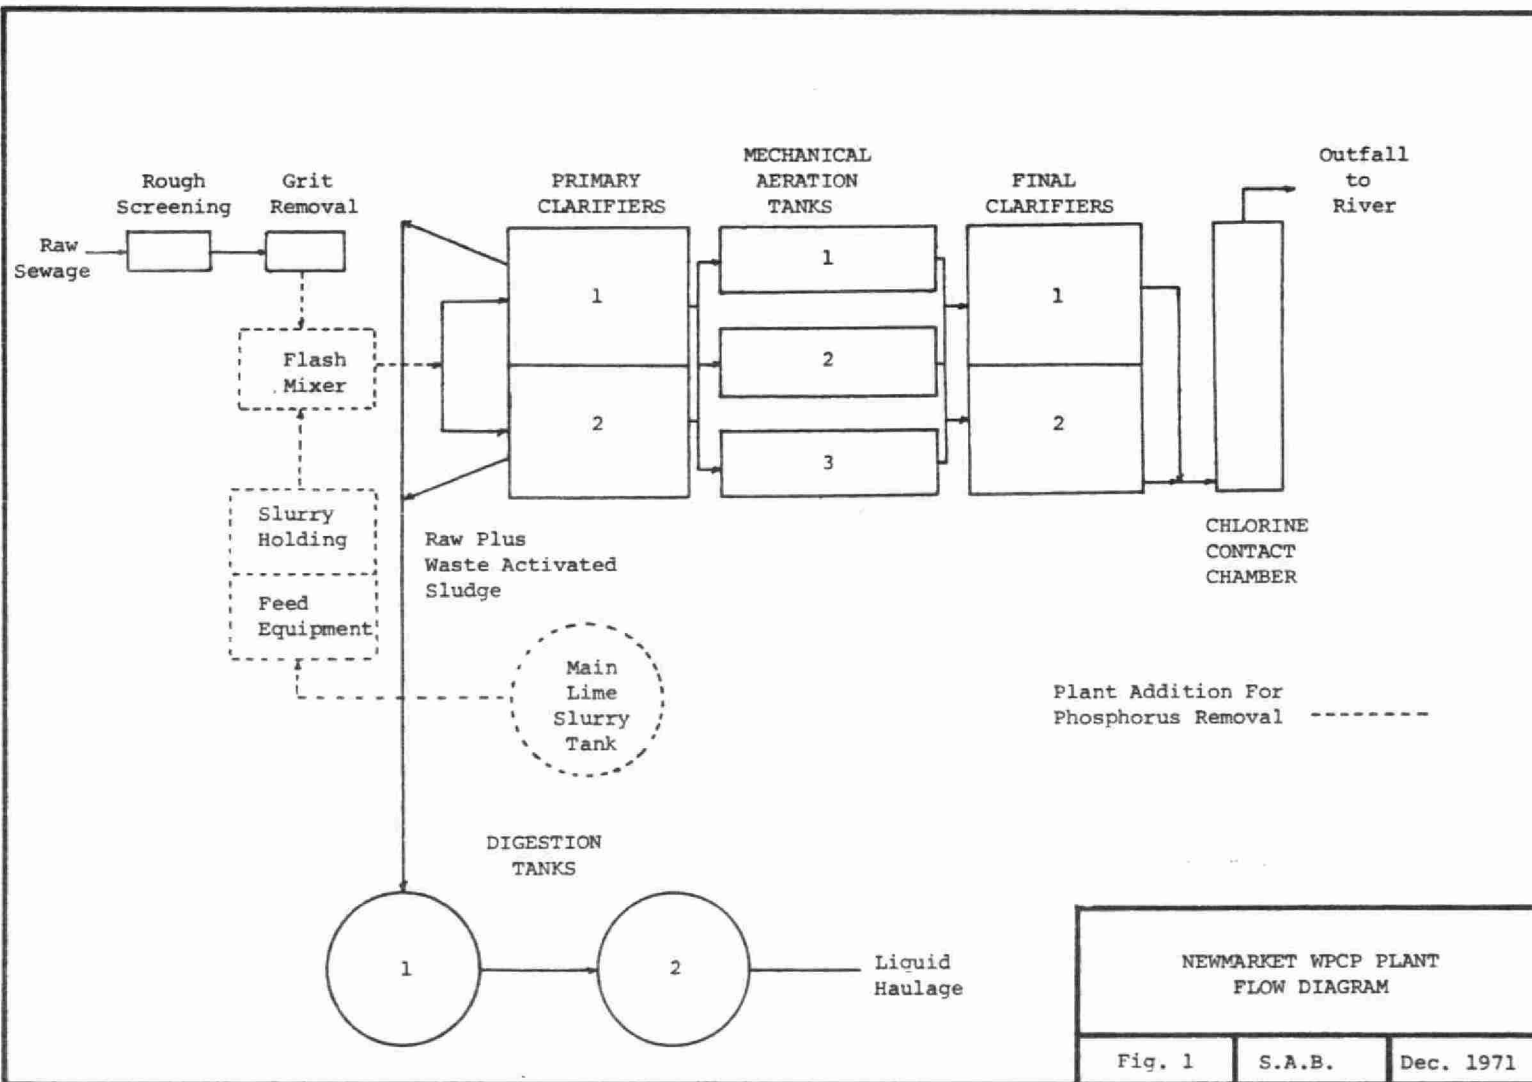 Rough
Screening
Grit
Removal
Raw
Sewage
Flash
Mixer
Slurry
Holding
Feed
Equipment
PRIMARY
CLARIFIERS
1
2
MECHANICAL
AERATION
TANKS
1
2
3
FINAL
CLARIFIERS
1
2
Outfall
to
River
CHLORINE
CONTACT
CHAMBER
Raw Plus
Waste Activated
Sludge
Main
Lime
Slurry
Tank
Plant Addition For
Phosphorus Removal
DIGESTION
TANKS
1
2
Liquid
Haulage
NEWMARKET WPCP PLANT
FLOW DIAGRAM
Fig. 1
S.A.B.
Dec. 1971